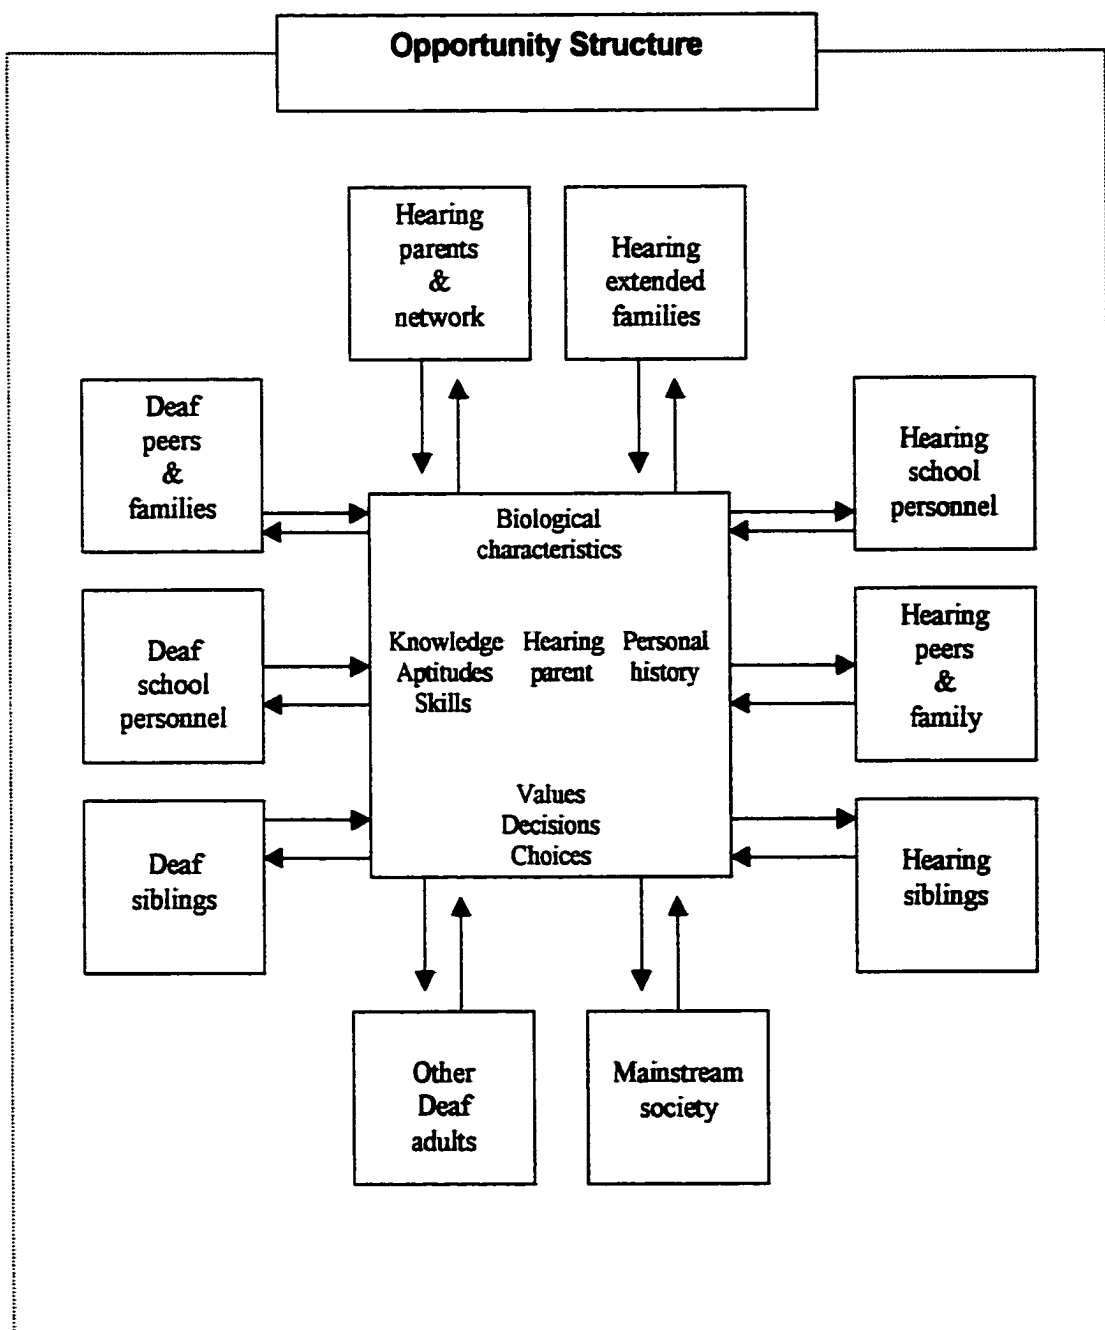 Opportunity Structure
Hearing
parents
&
network
Hearing
extended
families
Deaf
peers
&
families
Hearing
school
personnel
Biological
characteristics
Deaf
school
personnel
Knowledge
Aptitudes
Skills
Hearing
parent
Personal
history
Hearing
peers
&
family
Values
Decisions
Choices
Deaf
siblings
Hearing
siblings
Other
Deaf
adults
Mainstream
society